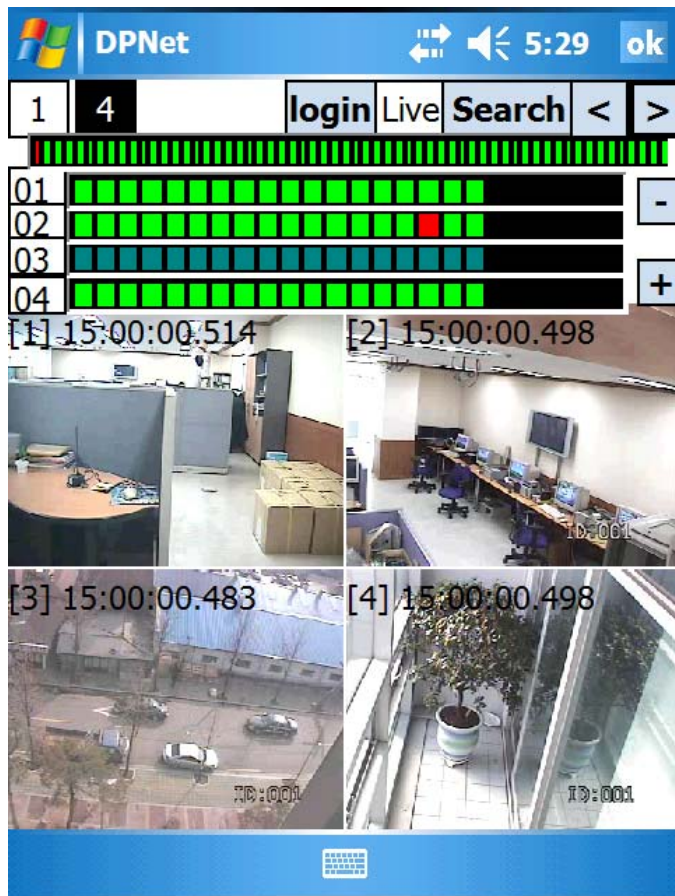 DPNet 5:29 ok
1 4 login Live Search < >
01
02
-
03
04
+
[1] 15:00:00.514 [2] 15:00:00.498
ID:001
[3] 15:00:00.483 [4] 15:00:00.498
ID:001 ID:001